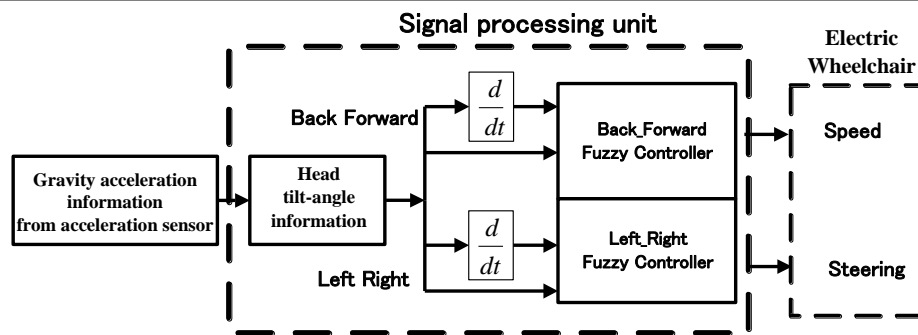 Signal processing unit
Electric
Wheelchair
d
dt
Back Forward
Back_Forward
Fuzzy Controller
Speed
Gravity acceleration
information
from acceleration sensor
Head
tilt-angle
information
d
dt
Left_Right
Fuzzy Controller
Left Right
Steering